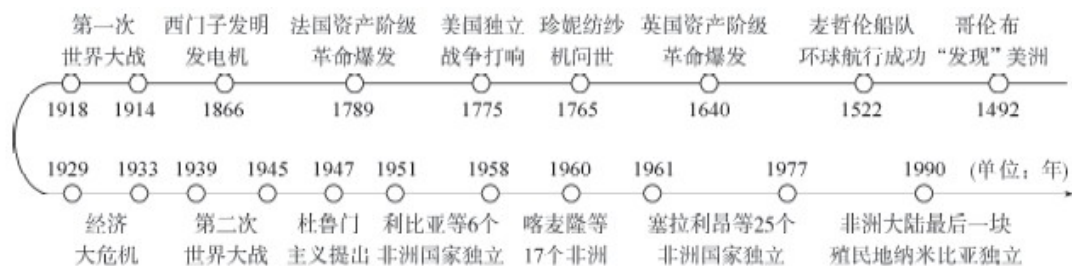 第一次 西门子发明 法国资产阶级 美国独立 珍妮纺纱 英国资产阶级 麦哲伦船队 哥伦布
世界大战 发电机 革命爆发 战争打响 机问世 革命爆发 环球航行成功 “发现”美洲
1918 1914 1866 1789 1775 1765 1640 1522 1492
1929 1933 1939 1945 1947 1951 1958 1960 1961 1977 1990 (单位：年)
经济 第二次 杜鲁门 利比亚等6个 喀麦隆等 塞拉利昂等25个 非洲大陆最后一块
大危机 世界大战 主义提出 非洲国家独立 17个非洲 非洲国家独立 殖民地纳米比亚独立